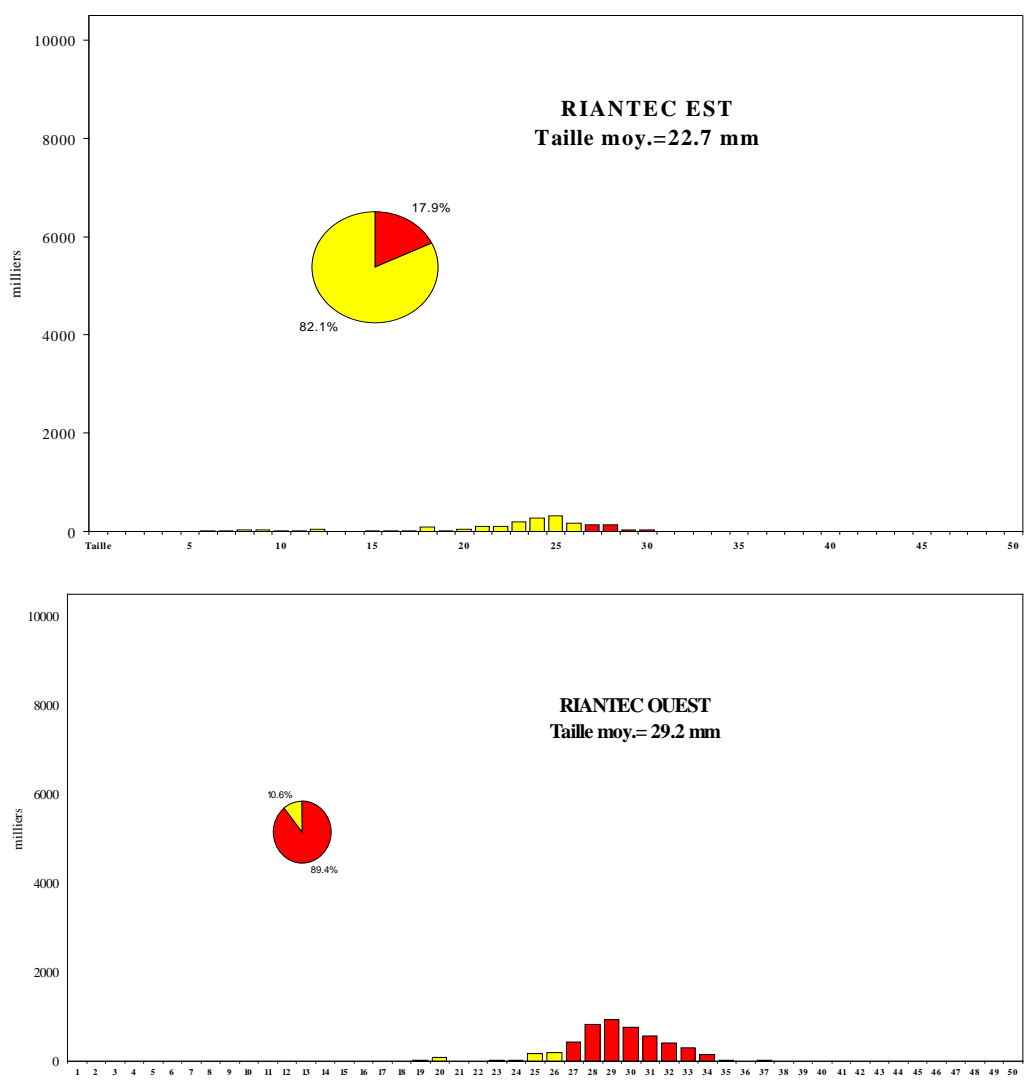 10000
RIANTEC EST
8000
Taille moy.=22.7 mm
17.9%
6000
milliers
4000
82.1%
2000
0
Taille 5 10 15 20 25 30 35 40 45 50
10000
RIANTEC OUEST
8000
Taille moy.= 29.2 mm
6000
10.6%
milliers
89.4%
4000
2000
0
1 2 3 4 5 6 7 8 9 10 11 12 13 14 15 16 17 18 19 20 21 22 23 24 25 26 27 28 29 30 31 32 33 34 35 36 37 38 39 40 41 42 43 44 45 46 47 48 49 50